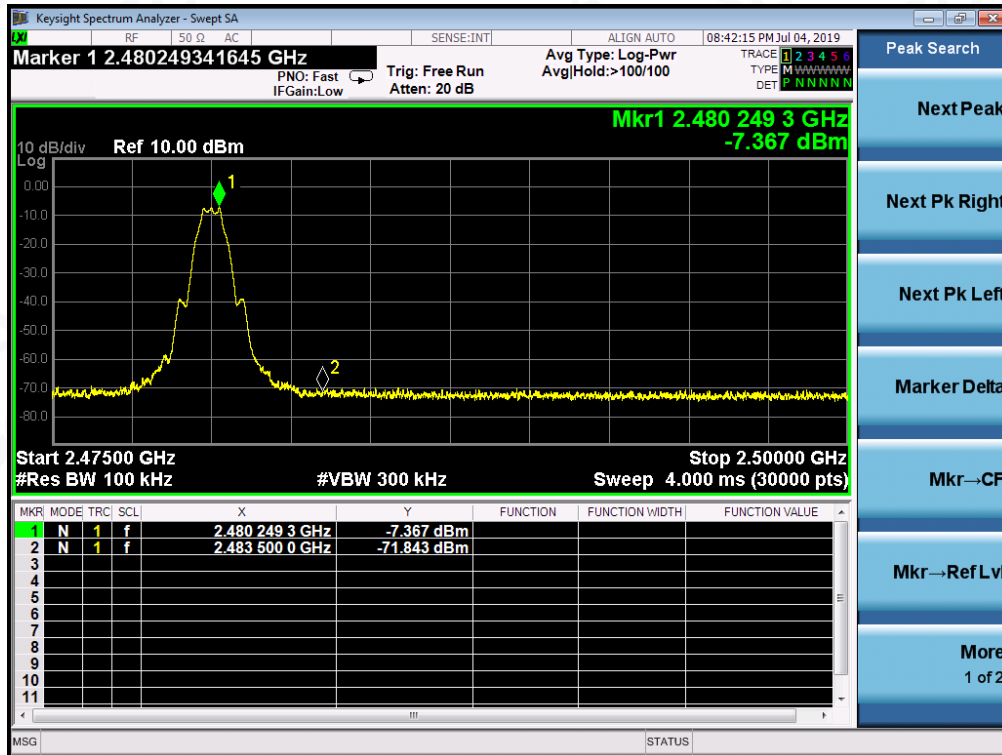 Keysight Spectrum Analyzer - Swept SA
LXI RF 50 Ω AC SENSE:INT ALIGN AUTO 08:42:15 PM Jul 04, 2019
Marker 1 2.480249341645 GHz
PNO: Fast
IFGain:Low
Trig: Free Run
Atten: 20 dB
Avg Type: Log-Pwr
Avg|Hold:>100/100
TRACE 1 2 3 4 5 6
TYPE M W W W W W
DET P N N N N N
Mkr1 2.480 249 3 GHz
-7.367 dBm
10 dB/div Ref 10.00 dBm
Log
1
0.00
-10.0
-20.0
-30.0
-40.0
-50.0
-60.0
2
-70.0
-80.0
Start 2.47500 GHz Stop 2.50000 GHz
#Res BW 100 kHz #VBW 300 kHz Sweep 4.000 ms (30000 pts)
MKR MODE TRC SCL X Y FUNCTION FUNCTION WIDTH FUNCTION VALUE
1 N 1 f 2.480 249 3 GHz -7.367 dBm
2 N 1 f 2.483 500 0 GHz -71.843 dBm
3
4
5
6
7
8
9
10
11
MSG STATUS
Peak Search
Next Peak
Next Pk Right
Next Pk Left
Marker Delta
Mkr→CF
Mkr→Ref Lvl
More
1 of 2